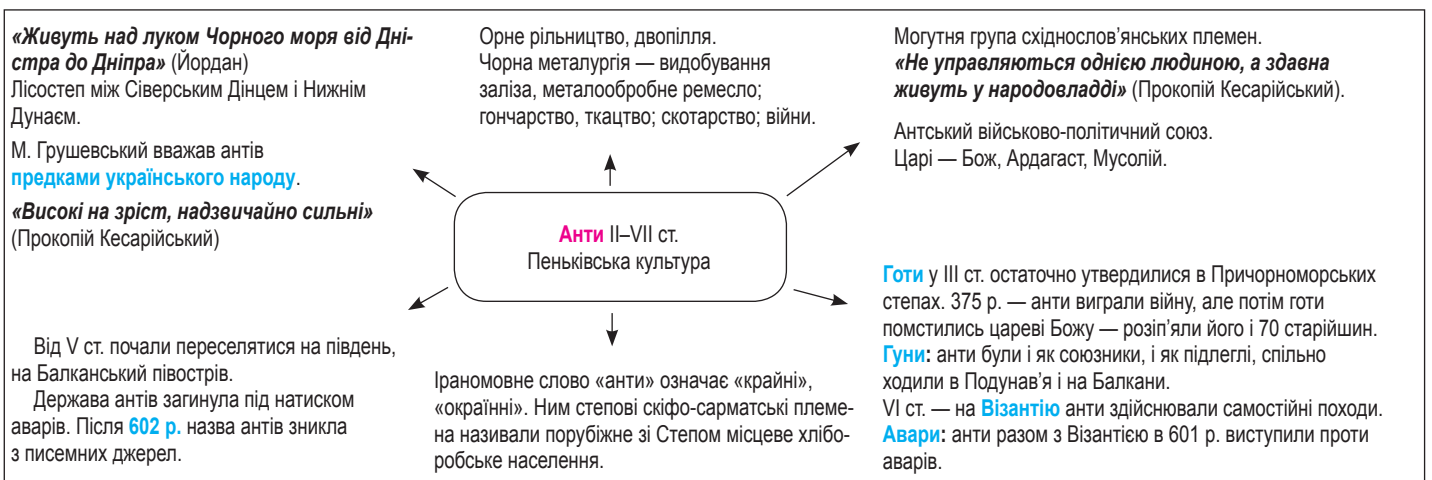 «Живуть над луком Чорного моря від Дні-
стра до Дніпра» (Йордан)
Лісостеп між Сіверським Дінцем і Нижнім
Дунаєм.
М. Грушевський вважав антів
предками українського народу.
«Високі на зріст, надзвичайно сильні»
(Прокопій Кесарійський)
Орне рільництво, двопілля.
Чорна металургія — видобування
заліза, металообробне ремесло;
гончарство, ткацтво; скотарство; війни.
Могутня група східнослов’янських племен.
«Не управляються однією людиною, а здавна
живуть у народовладді» (Прокопій Кесарійський).
Антський військово-політичний союз.
Царі — Бож, Ардагаст, Мусолій.
Анти II–VII ст.
Пеньківська культура
Від V ст. почали переселятися на південь,
на Балканський півострів.
Держава антів загинула під натиском
аварів. Після 602 р. назва антів зникла
з писемних джерел.
Іраномовне слово «анти» означає «крайні»,
«окраїнні». Ним степові скіфо-сарматські племе-
на називали порубіжне зі Степом місцеве хлібо-
робське населення.
Готи у III ст. остаточно утвердилися в Причорноморських
степах. 375 р. — анти виграли війну, але потім готи
помстились цареві Божу — розіп’яли його і 70 старійшин.
Гуни: анти були і як союзники, і як підлеглі, спільно
ходили в Подунав’я і на Балкани.
VI ст. — на Візантію анти здійснювали самостійні походи.
Авари: анти разом з Візантією в 601 р. виступили проти
аварів.